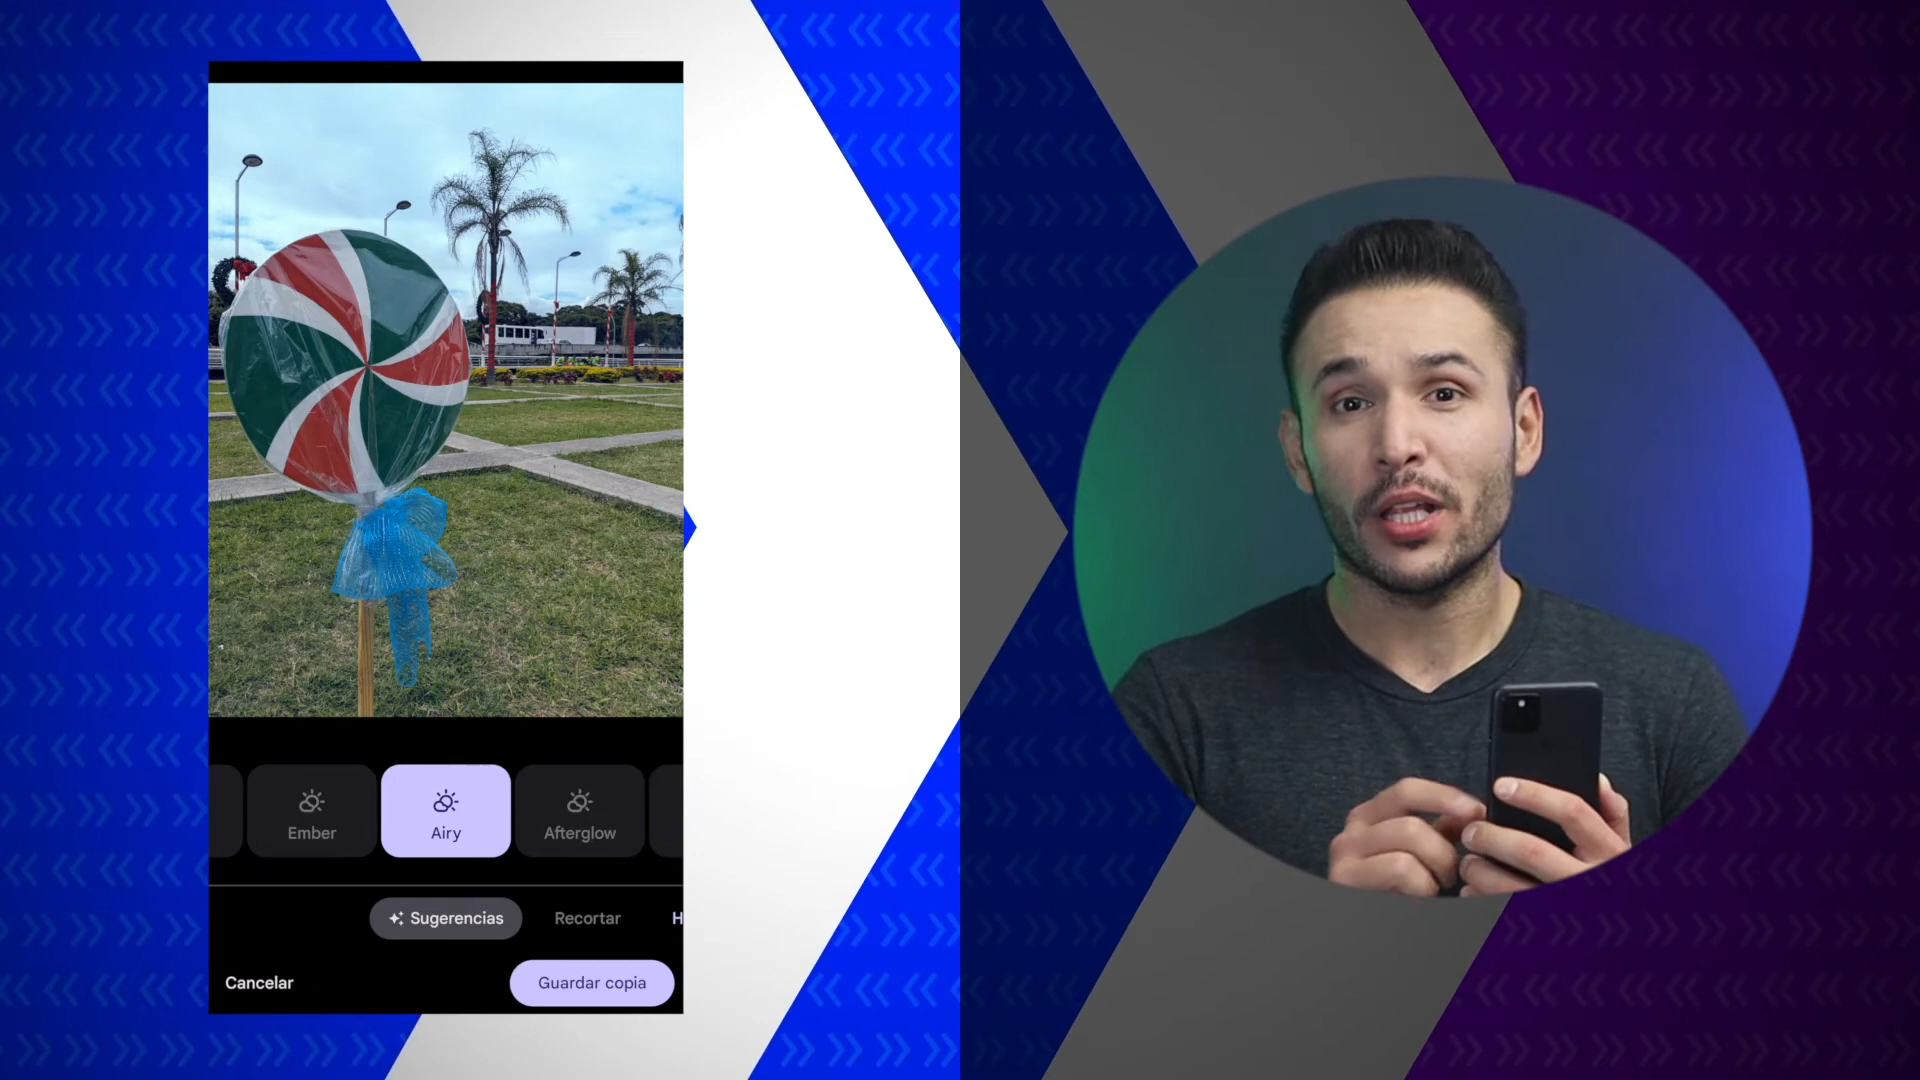 Ember
Airy
Afterglow
Sugerencias
Recortar
H
Cancelar
Guardar copia